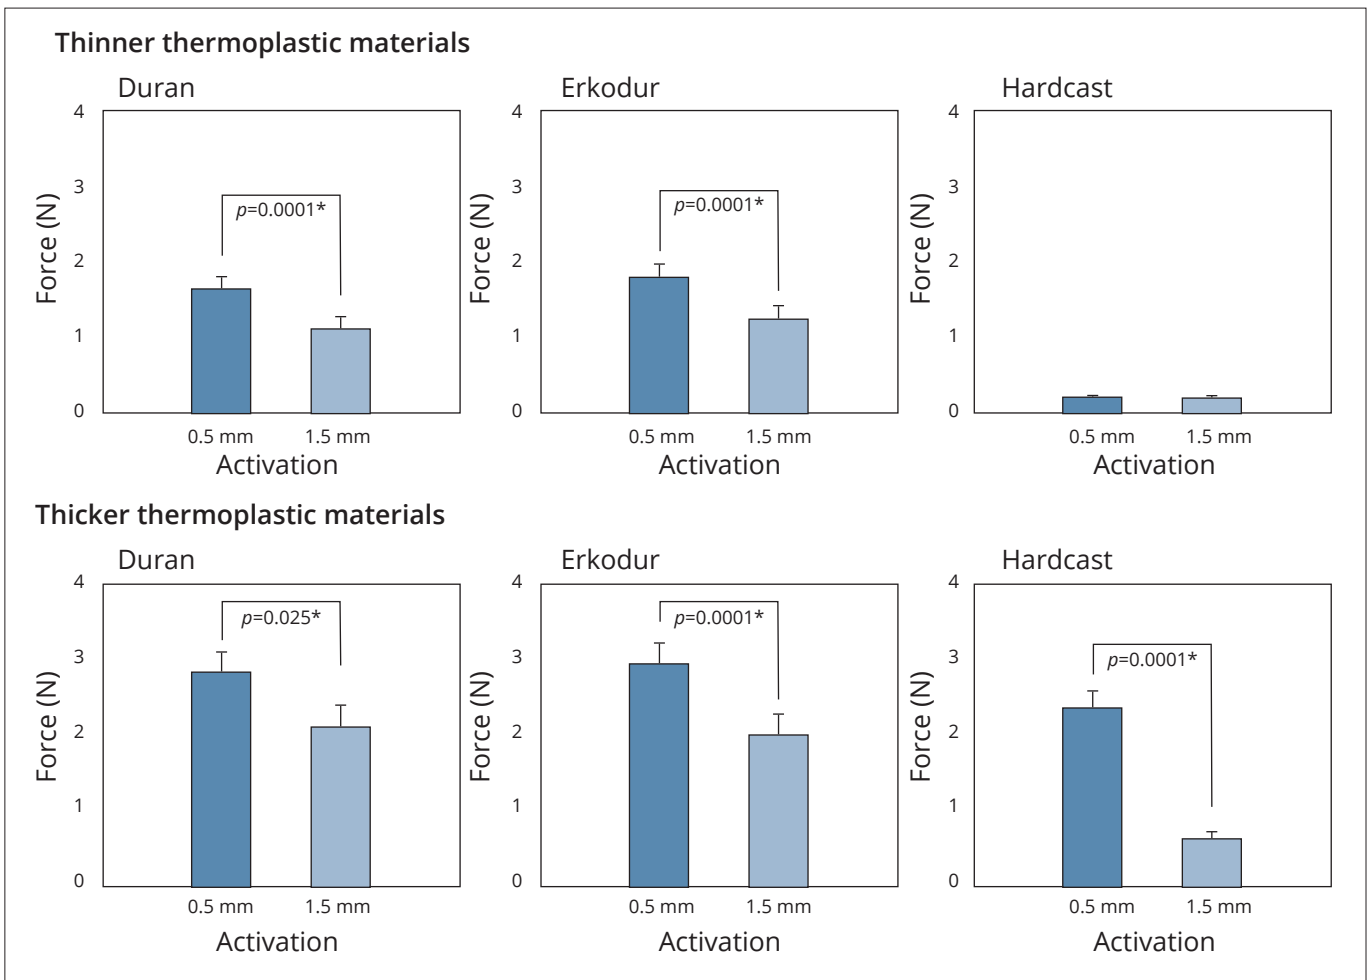 Thinner thermoplastic materials
Duran
4
3
2
1
0
Force (N)
p=0.0001*
0.5 mm 1.5 mm
Activation
Erkodur
4
3
2
1
0
Force (N)
p=0.0001*
0.5 mm 1.5 mm
Activation
Hardcast
4
3
2
1
0
Force (N)
0.5 mm 1.5 mm
Activation
Thicker thermoplastic materials
Duran
4
3
2
1
0
Force (N)
p=0.025*
0.5 mm 1.5 mm
Activation
Erkodur
4
3
2
1
0
Force (N)
p=0.0001*
0.5 mm 1.5 mm
Activation
Hardcast
4
3
2
1
0
Force (N)
p=0.0001*
0.5 mm 1.5 mm
Activation